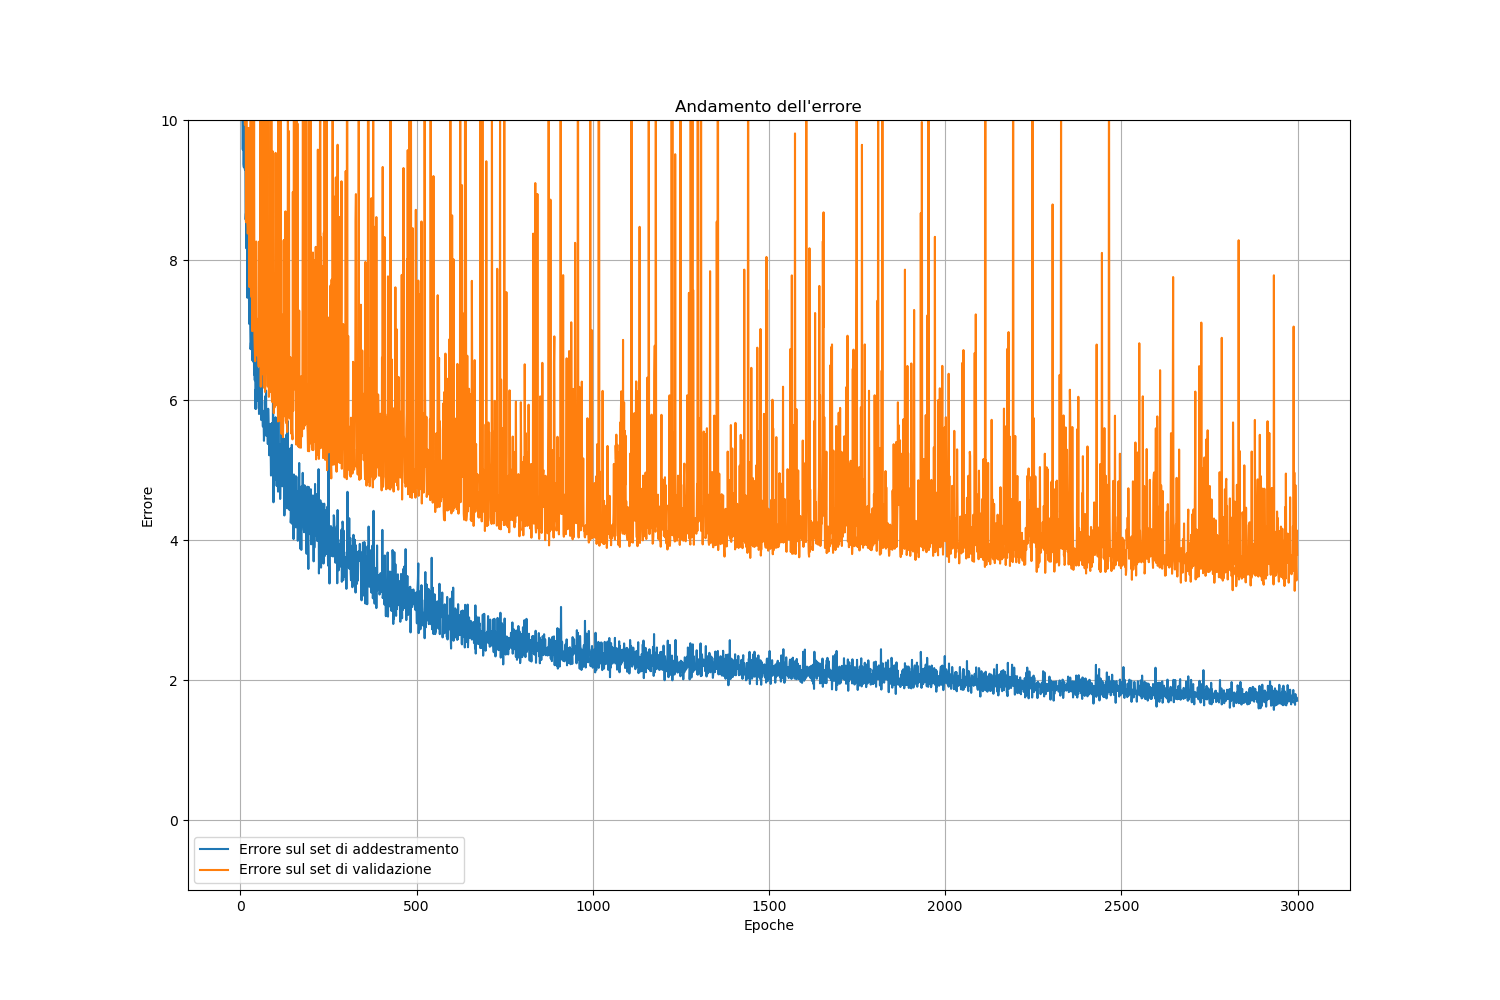 Andamento dell'errore
10
8
6
4
2
0
Errore
Errore sul set di addestramento
Errore sul set di validazione
0
500
1000
1500
2000
2500
3000
Epoche